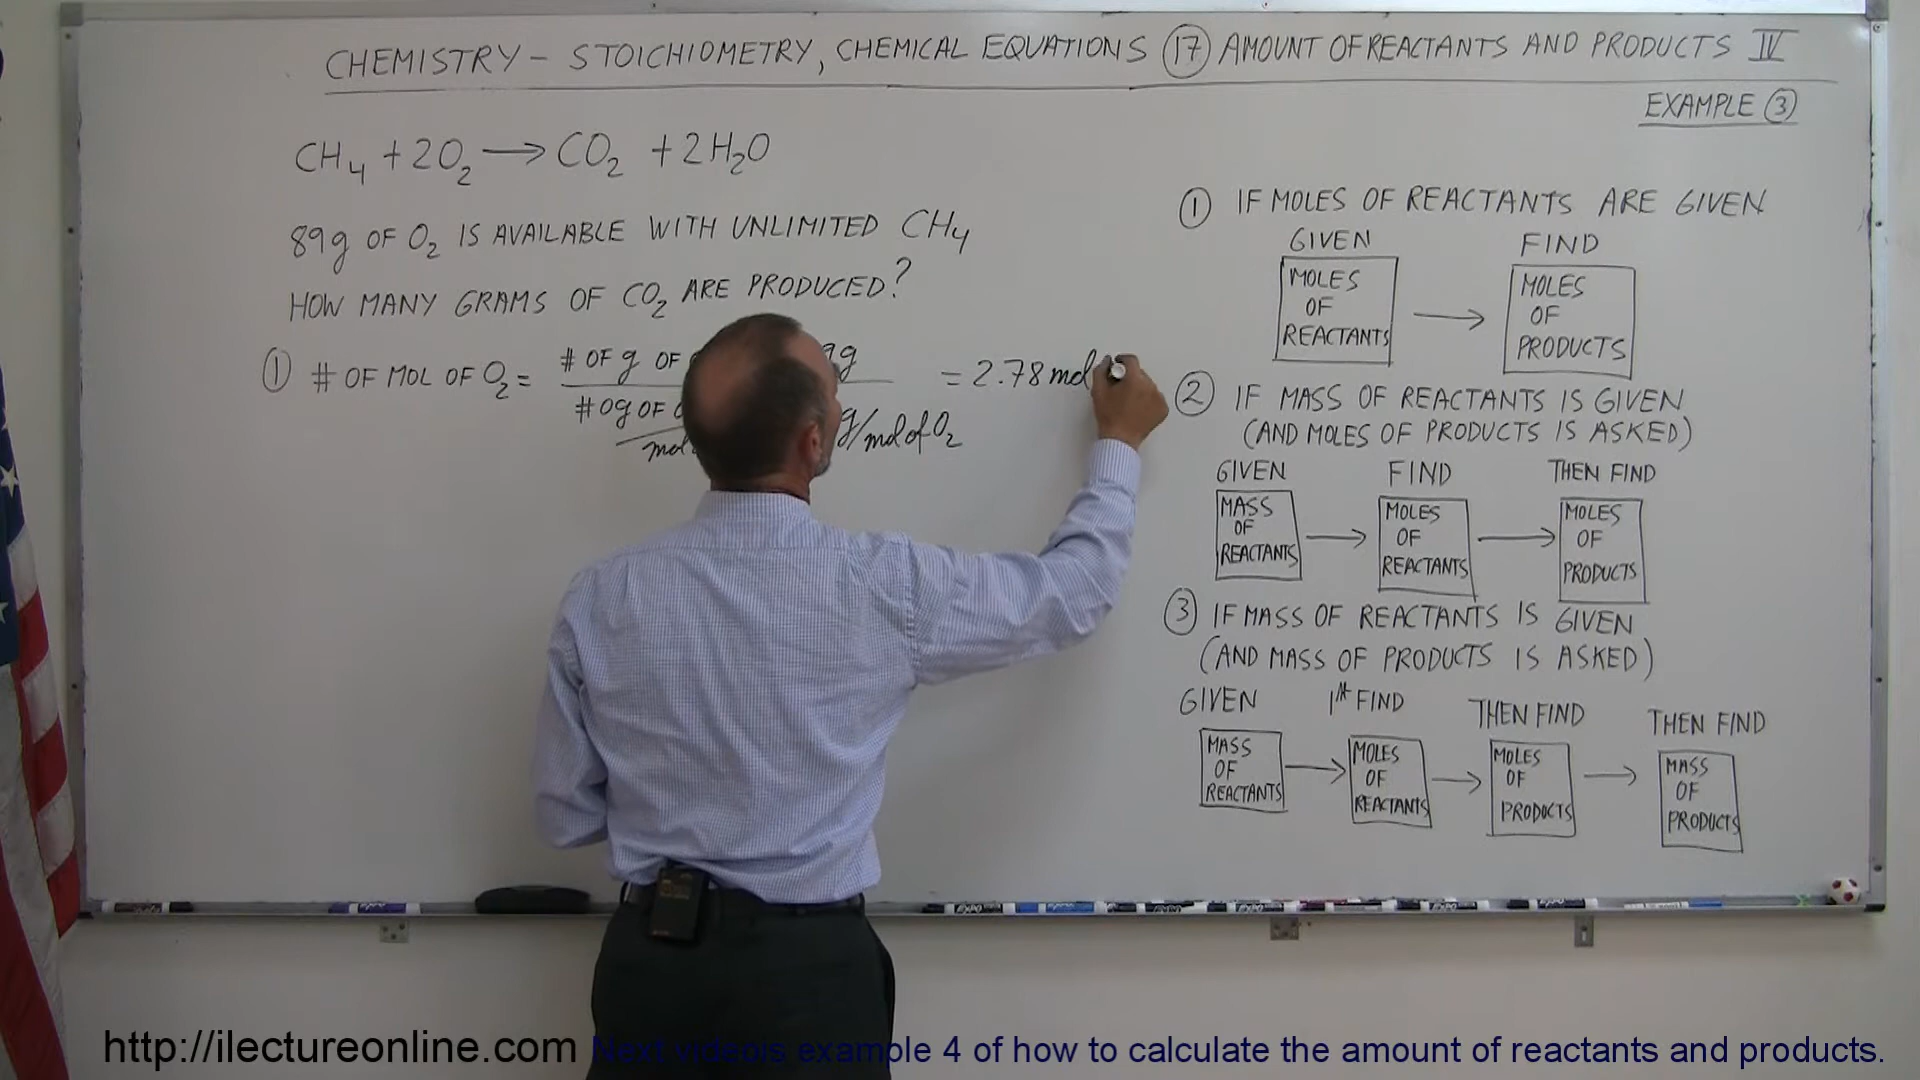 CHEMISTRY – STOICHIOMETRY, CHEMICAL EQUATIONS 17 AMOUNT OF REACTANTS AND PRODUCTS IV
EXAMPLE 3
CH4 + 2O2 → CO2 + 2H2O
89g OF O2 IS AVAILABLE WITH UNLIMITED CH4
HOW MANY GRAMS OF CO2 ARE PRODUCED?
1 # OF MOL OF O2 = # OF g OF
g
= 2.78 mol
# Og OF
mol
g/mol of O2
1 IF MOLES OF REACTANTS ARE GIVEN
GIVEN FIND
MOLES OF REACTANTS → MOLES OF PRODUCTS
2 IF MASS OF REACTANTS IS GIVEN
(AND MOLES OF PRODUCTS IS ASKED)
GIVEN FIND THEN FIND
MASS OF REACTANTS → MOLES OF REACTANTS → MOLES OF PRODUCTS
3 IF MASS OF REACTANTS IS GIVEN
(AND MASS OF PRODUCTS IS ASKED)
GIVEN 1st FIND THEN FIND THEN FIND
MASS OF REACTANTS → MOLES OF REACTANTS → MOLES OF PRODUCTS → MASS OF PRODUCTS
http://ilectureonline.com Next videois example 4 of how to calculate the amount of reactants and products.